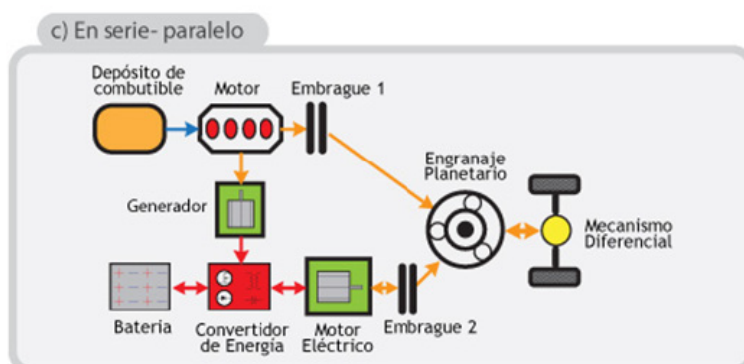 c) En serie- paralelo
Depósito de
combutible
Motor
Embrague 1
Engranaje
Planetario
Generador
Mecanismo
Diferencial
Bateria
Convertidor
de Energía
Motor
Eléctrico
Embrague 2